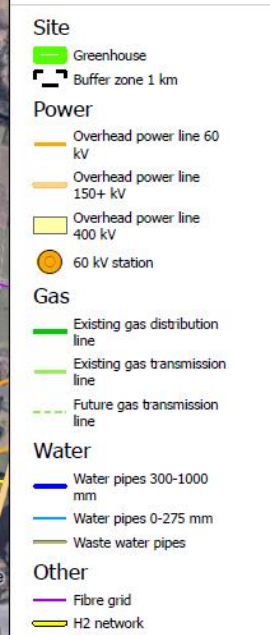 Site
Greenhouse
Buffer zone 1 km
Power
Overhead power line 60
kV
Overhead power line
150+ kV
Overhead power line
400 kV
60 kV station
Gas
Existing gas distribution
line
Existing gas transmission
line
Future gas transmission
line
Water
Water pipes 300-1000
mm
Water pipes 0-275 mm
Waste water pipes
Other
Fibre grid
H2 network